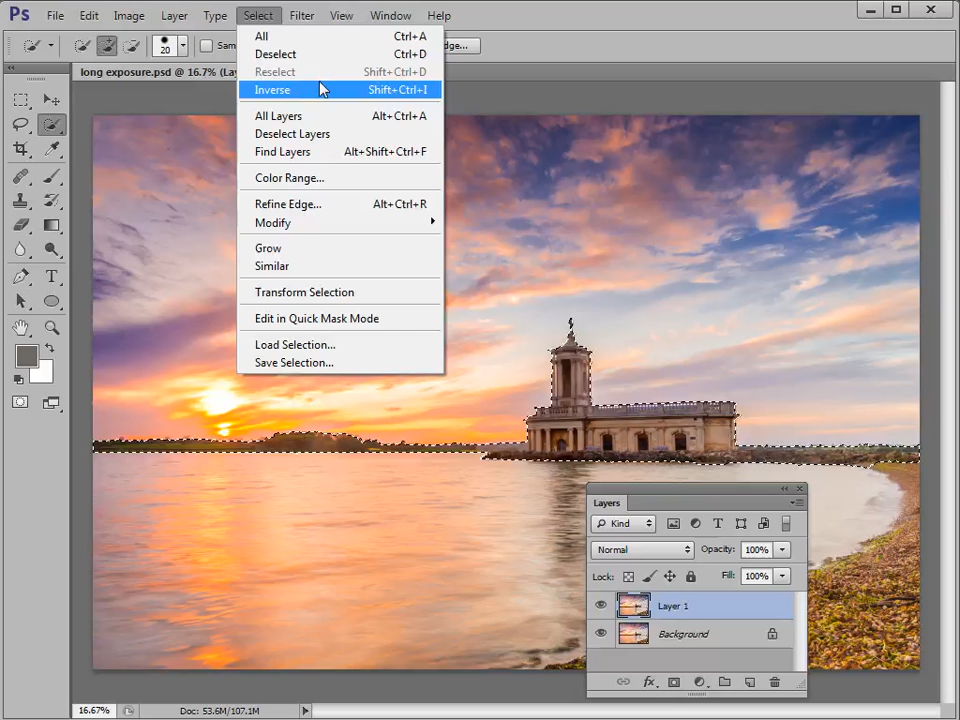 Ps File Edit Image Layer Type Select Filter View Window Help
20
long exposure.psd @ 16.7% (Lay
All Ctrl+A
Deselect Ctrl+D
Reselect Shift+Ctrl+D
Inverse Shift+Ctrl+I
All Layers Alt+Ctrl+A
Deselect Layers
Find Layers Alt+Shift+Ctrl+F
Color Range...
Refine Edge... Alt+Ctrl+R
Modify
Grow
Similar
Transform Selection
Edit in Quick Mask Mode
Load Selection...
Save Selection...
Layers
Kind
Normal Opacity: 100%
Lock: Fill: 100%
Layer 1
Background
16.67% Doc: 53.6M/107.1M